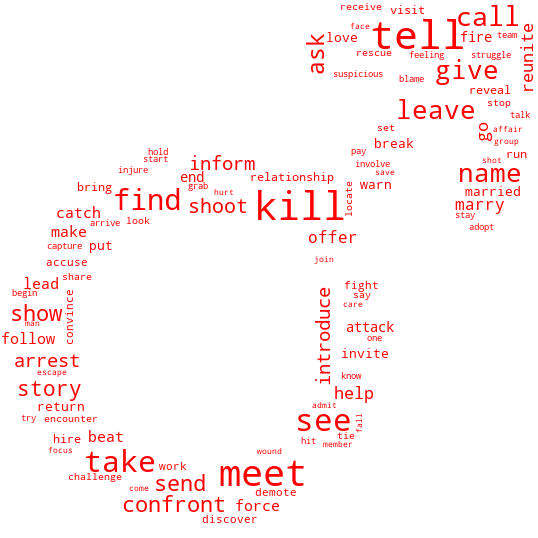 receive
visit
call
face
tell
love
fire
team
ask
rescue
feeling
struggle
reunite
suspicious
blame
give
reveal
leave
stop
talk
set
go
affair
break
group
hold
start
inform
pay
run
injure
end
relationship
involve
shot
save
name
bring
grab
warn
find
hurt
kill
locate
married
catch
shoot
marry
arrive
look
stay
make
offer
adopt
capture
put
accuse
join
share
lead
begin
fight
say
show
man
convince
introduce
care
attack
follow
one
arrest
invite
escape
know
story
help
return
admit
try
encounter
see
fall
hire
beat
hit
tie
member
focus
wound
take
work
meet
challenge
send
come
demote
confront
force
discover